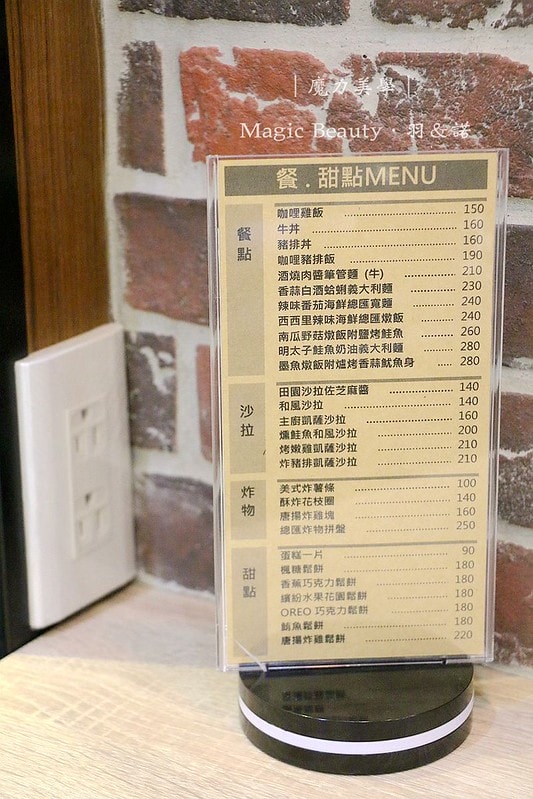 ｜魔力美學｜
Magic Beauty · 羽＆諾
餐．甜點MENU
餐點
咖哩雞飯 150
牛丼 160
豬排丼 160
咖哩豬排飯 190
酒燒肉醬筆管麵 (牛) 210
香蒜白酒蛤蜊義大利麵 230
辣味番茄海鮮總匯寬麵 240
西西里辣味海鮮總匯燉飯 240
南瓜野菇燉飯附鹽烤鮭魚 260
明太子鮭魚奶油義大利麵 280
墨魚燉飯附爐烤香蒜魷魚身 280
沙拉
田園沙拉佐芝麻醬 140
和風沙拉 140
主廚凱薩沙拉 160
燻鮭魚和風沙拉 200
烤嫩雞凱薩沙拉 210
炸豬排凱薩沙拉 210
炸物
美式炸薯條 100
酥炸花枝圈 140
唐揚炸雞塊 160
總匯炸物拼盤 250
甜點
蛋糕一片 90
楓糖鬆餅 180
香蕉巧克力鬆餅 180
繽紛水果花園鬆餅 180
OREO 巧克力鬆餅 180
鮪魚鬆餅 180
唐揚炸雞鬆餅 220